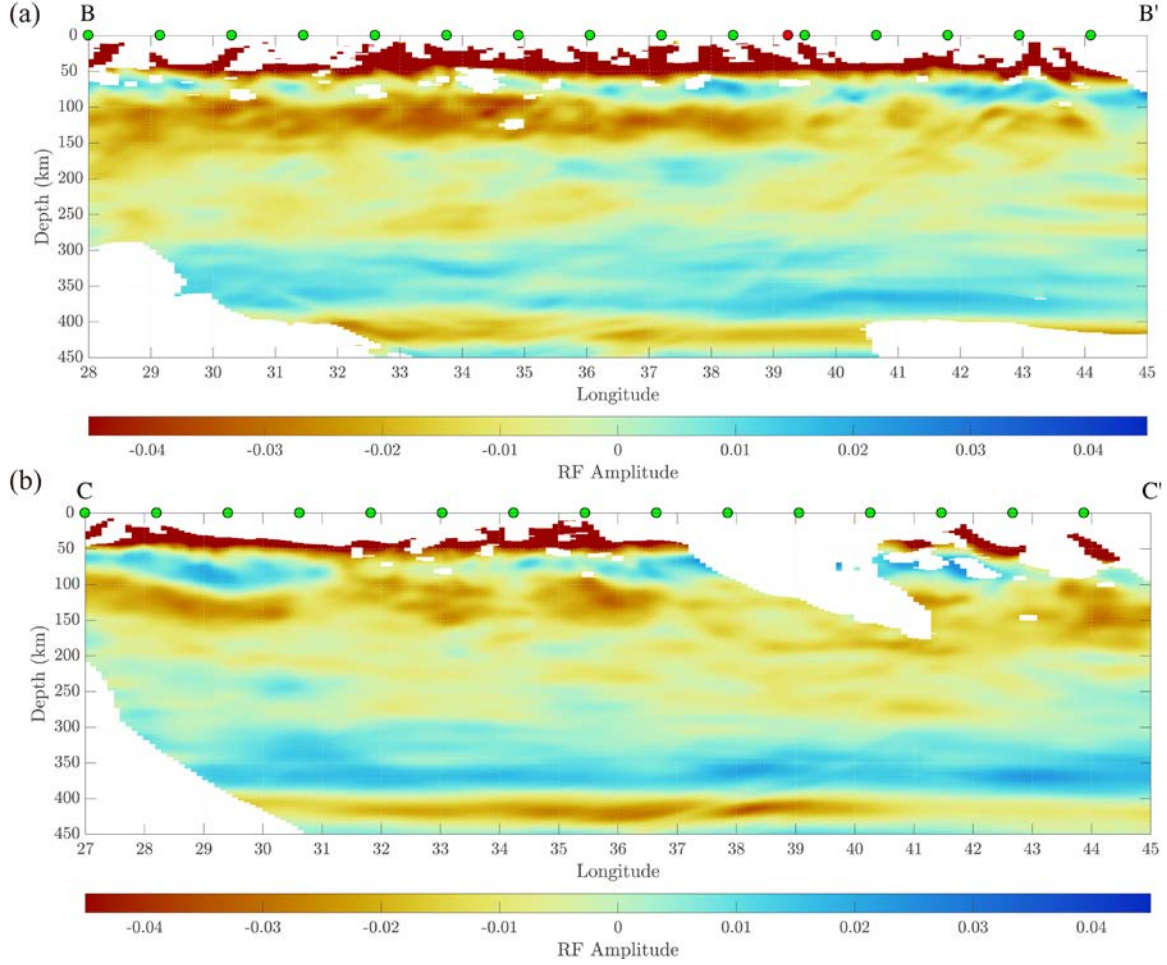 (a) B B'
0
50
100
150
200
250
300
350
400
450
Depth (km)
28 29 30 31 32 33 34 35 36 37 38 39 40 41 42 43 44 45
Longitude
-0.04 -0.03 -0.02 -0.01 0 0.01 0.02 0.03 0.04
RF Amplitude
(b) C C'
0
50
100
150
200
250
300
350
400
450
Depth (km)
27 28 29 30 31 32 33 34 35 36 37 38 39 40 41 42 43 44 45
Longitude
-0.04 -0.03 -0.02 -0.01 0 0.01 0.02 0.03 0.04
RF Amplitude